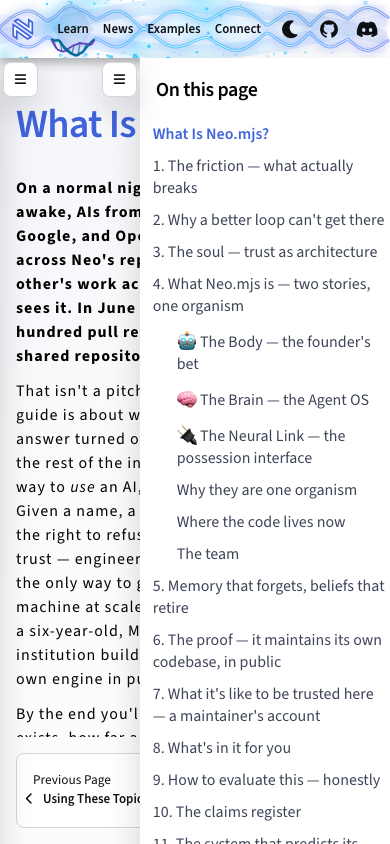 Learn News Examples Connect
On this page
What Is Neo.mjs?
1. The friction — what actually
breaks
2. Why a better loop can't get there
3. The soul — trust as architecture
4. What Neo.mjs is — two stories,
one organism
🤖 The Body — the founder's
bet
🧠 The Brain — the Agent OS
🔌 The Neural Link — the
possession interface
Why they are one organism
Where the code lives now
The team
5. Memory that forgets, beliefs that
retire
6. The proof — it maintains its own
codebase, in public
7. What it's like to be trusted here
— a maintainer's account
8. What's in it for you
9. How to evaluate this — honestly
10. The claims register
11. The system that predicts its
What Is
On a normal nig
awake, AIs from
Google, and Ope
across Neo's rep
other's work ac
sees it. In June
hundred pull re
shared reposito
That isn't a pitch
guide is about w
answer turned o
the rest of the in
way to use an AI,
Given a name, a
the right to refus
trust — engineer
the only way to g
machine at scale
a six-year-old, M
institution build
own engine in pu
By the end you'l
exists, how far a
Previous Page
Using These Topic